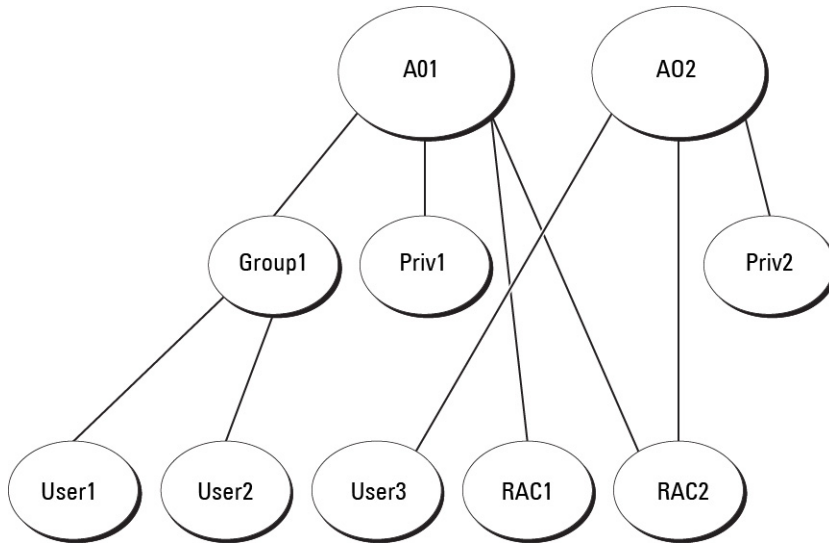 A01
AO2
Group1
Priv1
Priv2
User1
User2
User3
RAC1
RAC2